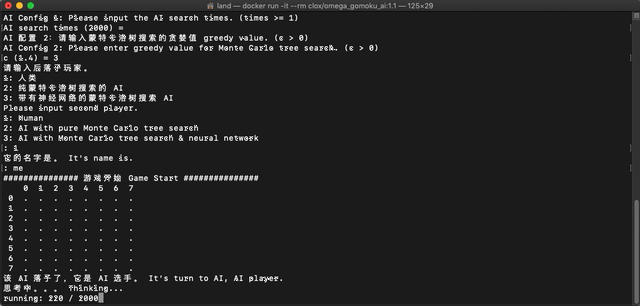 land — docker run -it --rm clox/omega_gomoku_ai:1.1 — 125×29
AI Config 1: Please input the AI search times. (times >= 1)
AI search times (2000) =
AI 配置 2: 请输入蒙特卡洛树搜索的贪婪值 greedy value. (c > 0)
AI Config 2: Please enter greedy value for Monte Carlo tree search. (c > 0)
c (1.4) = 3
请输入后落子玩家。
1: 人类
2: 纯蒙特卡洛树搜索的 AI
3: 带有神经网络的蒙特卡洛树搜索 AI
Please input second player.
1: Human
2: AI with pure Monte Carlo tree search
3: AI with Monte Carlo tree search & neural network
: 1
它的名字是。 It's name is.
: me
############### 游戏开始 Game Start ###############
0 1 2 3 4 5 6 7
0 . . . . . . . .
1 . . . . . . . .
2 . . . . . . . .
3 . . . . . . . .
4 . . . . . . . .
5 . . . . . . . .
6 . . . . . . . .
7 . . . . . . . .
该 AI 落子了，它是 AI 选手。 It's turn to AI, AI player.
思考中。。。 Thinking...
running: 220 / 2000